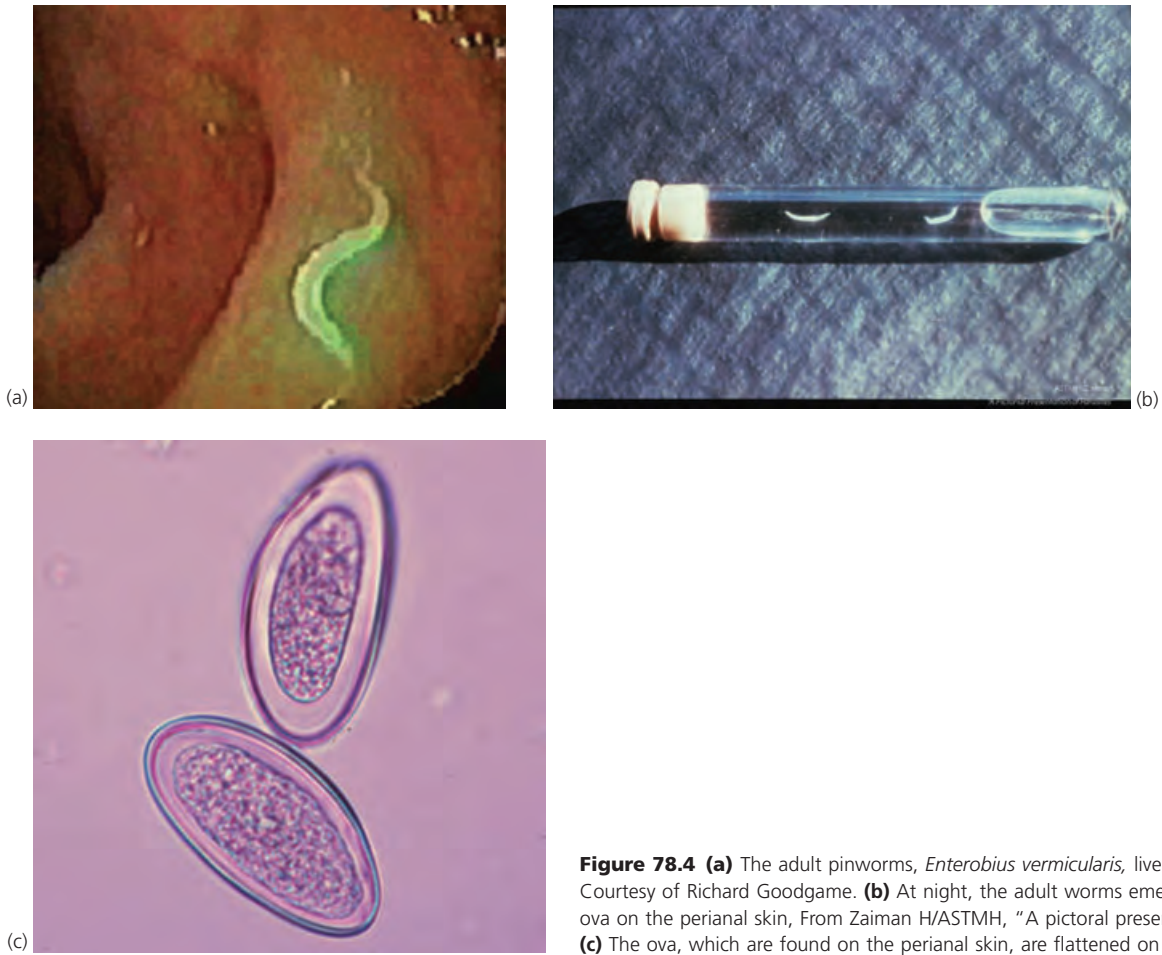 (a)
(b)
(c)
Figure 78.4 (a) The adult pinworms, Enterobius vermicularis, live
Courtesy of Richard Goodgame. (b) At night, the adult worms eme
ova on the perianal skin, From Zaiman H/ASTMH, “A pictoral prese
(c) The ova, which are found on the perianal skin, are flattened on